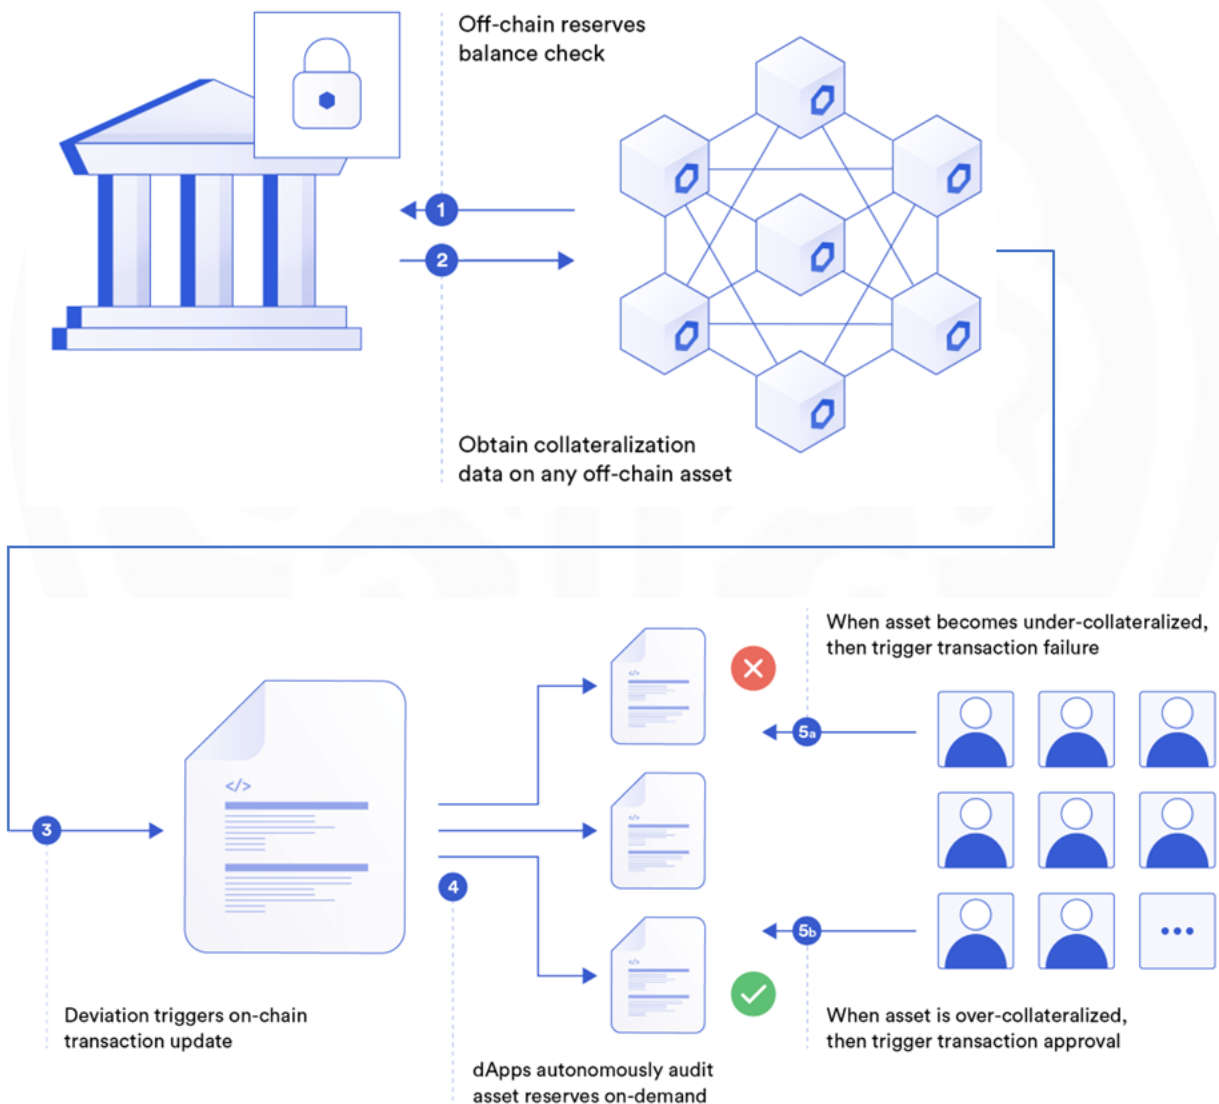 Off-chain reserves
balance check
1
2
Obtain collateralization
data on any off-chain asset
When asset becomes under-collateralized,
then trigger transaction failure
5a
</>
</>
3
</>
4
5b
</>
Deviation triggers on-chain
transaction update
When asset is over-collateralized,
then trigger transaction approval
dApps autonomously audit
asset reserves on-demand